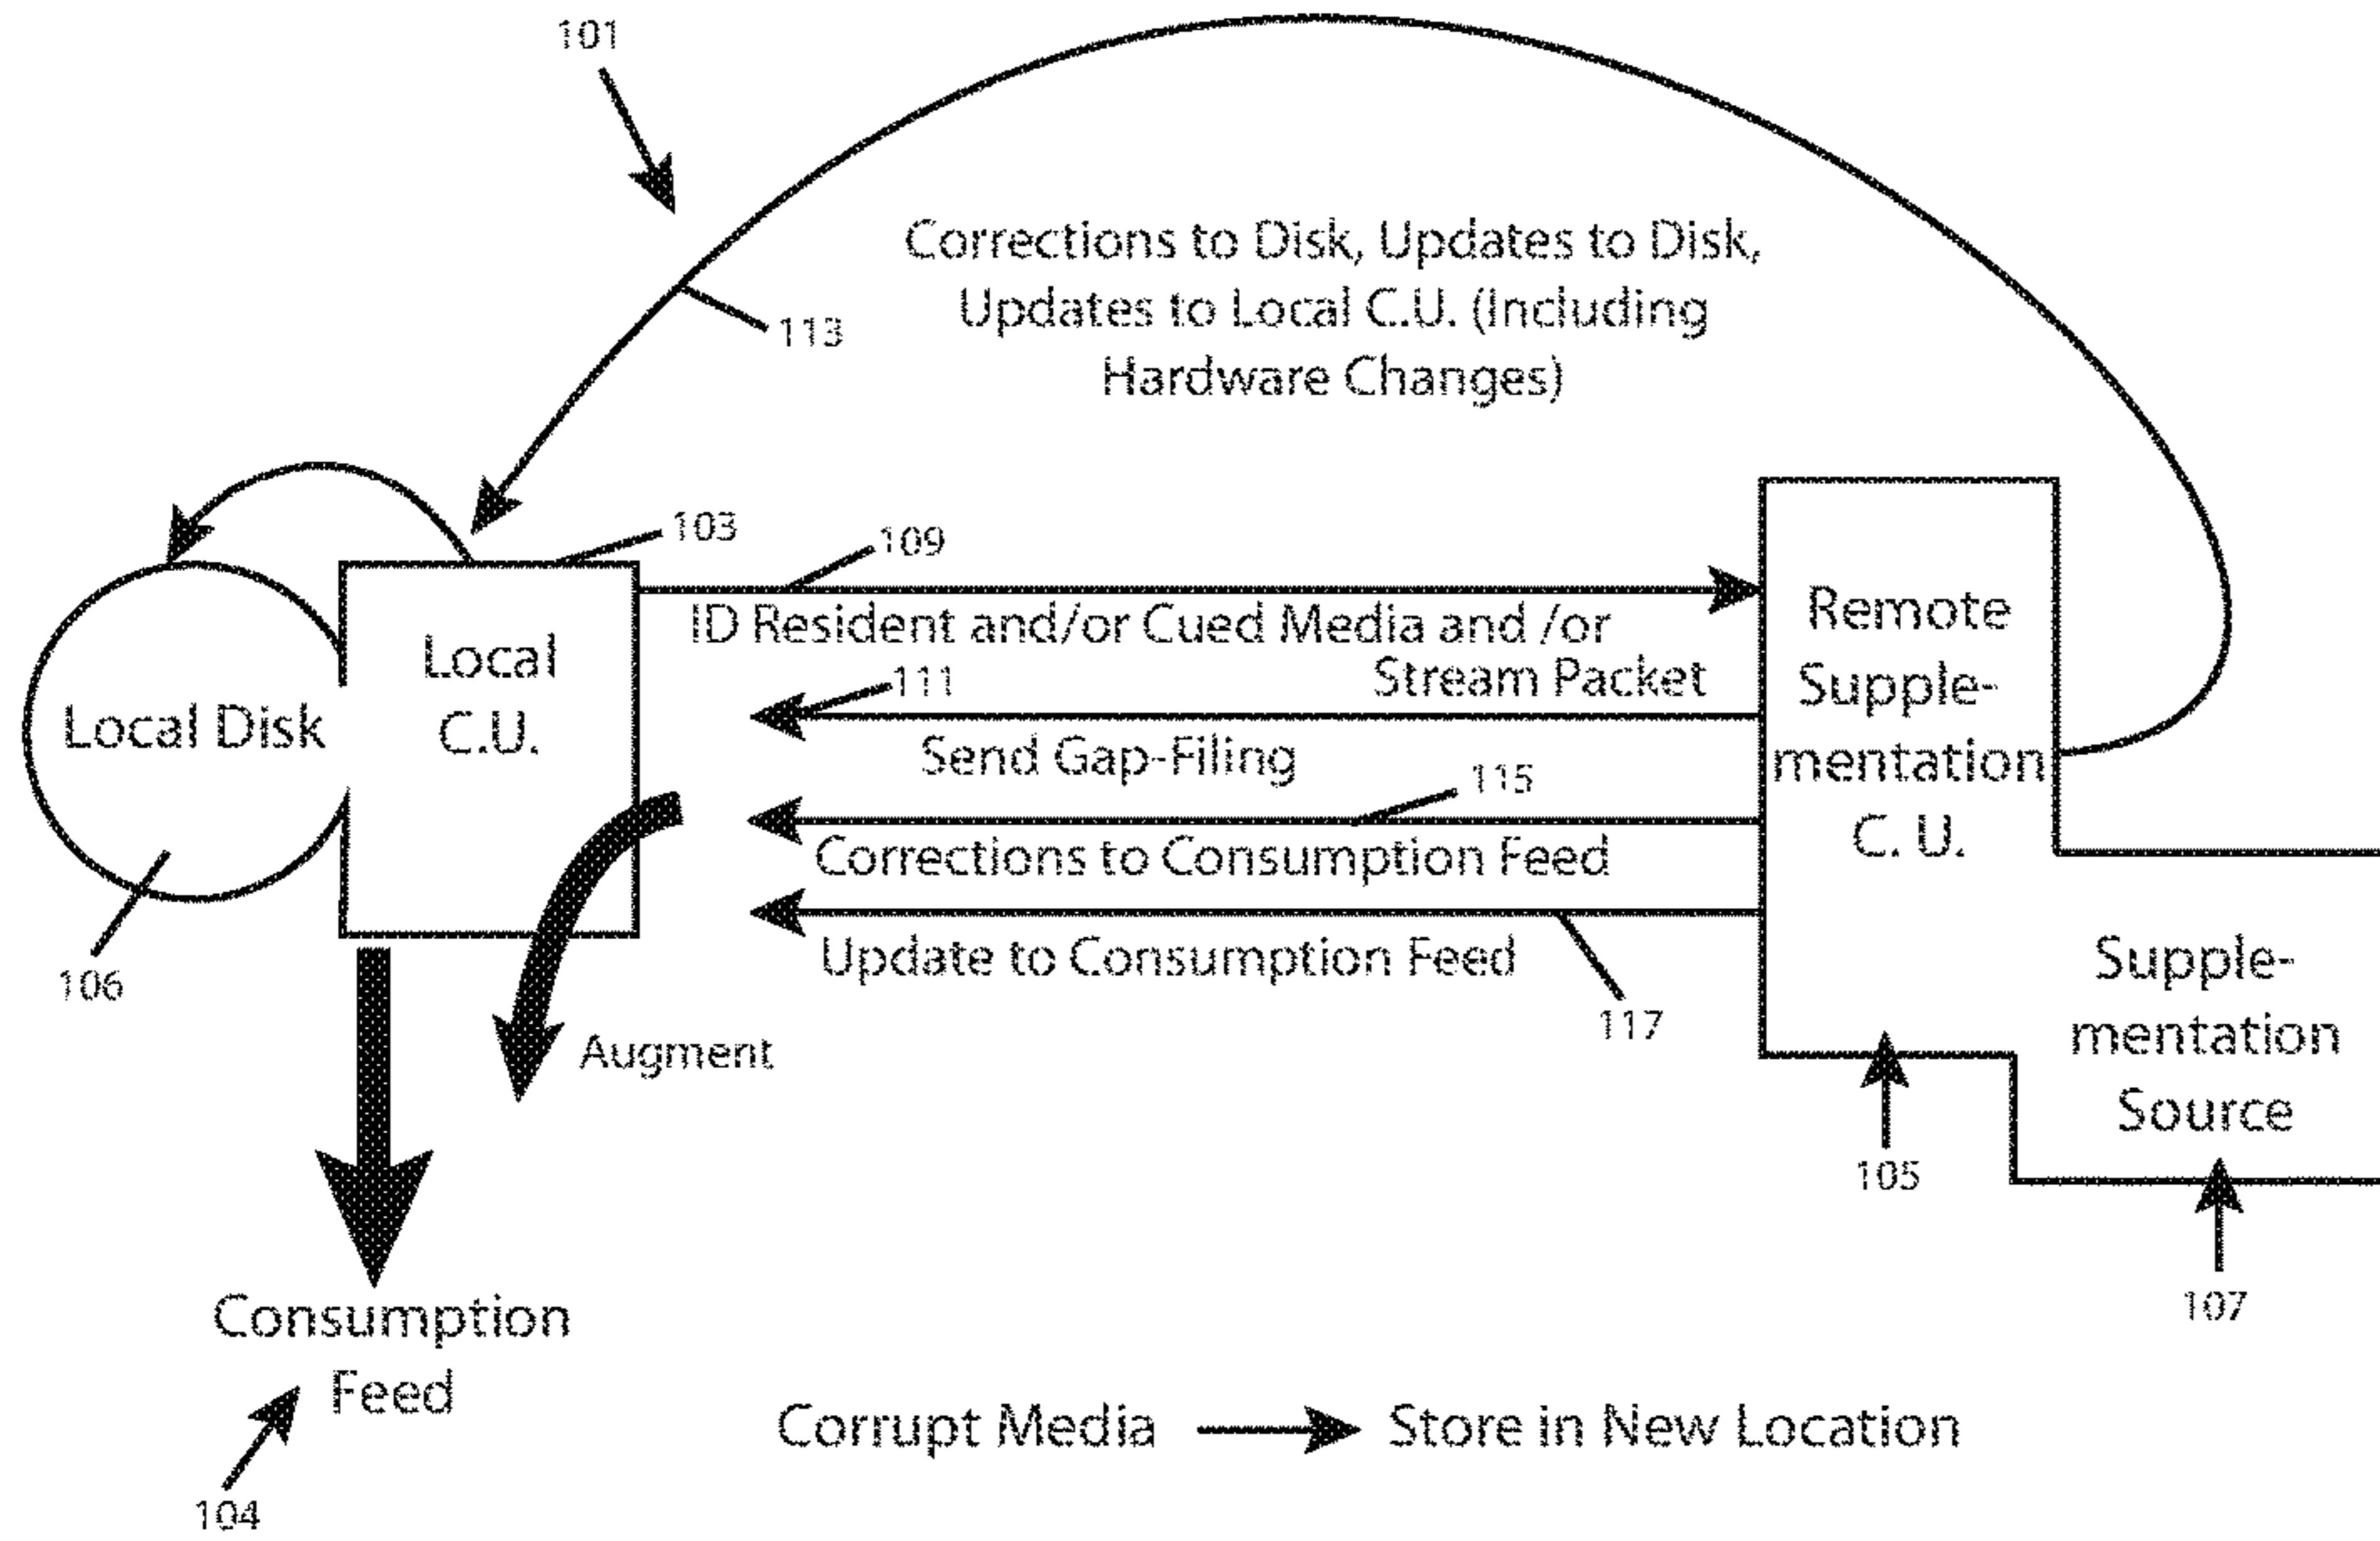 101
Corrections to Disk, Updates to Disk,
Updates to Local C.U. (Including
Hardware Changes)
113
103
109
ID Resident and/or Cued Media and /or
Stream Packet
111
Send Gap-Filing
115
Corrections to Consumption Feed
Update to Consumption Feed
117
Local Disk
106
Local
C.U.
Augment
Remote
Supple-
mentation
C. U.
105
Supple-
mentation
Source
107
Consumption
Feed
104
Corrupt Media
Store in New Location